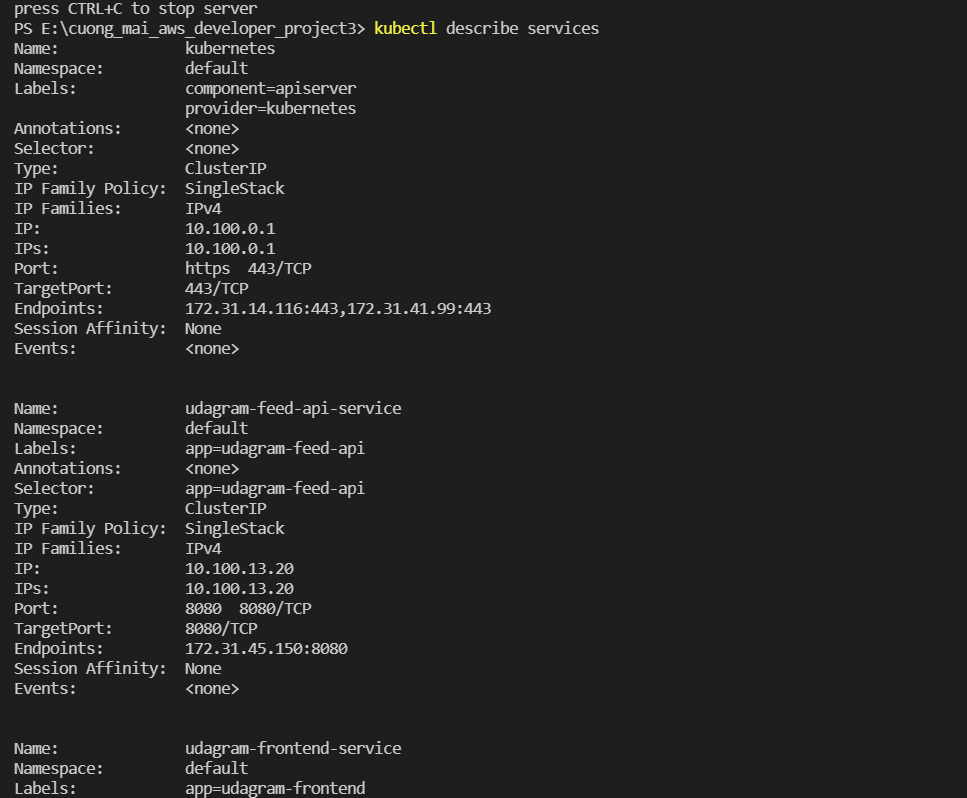 press CTRL+C to stop server
PS E:\cuong_mai_aws_developer_project3> kubectl describe services
Name:              kubernetes
Namespace:         default
Labels:            component=apiserver
                   provider=kubernetes
Annotations:       <none>
Selector:          <none>
Type:              ClusterIP
IP Family Policy:  SingleStack
IP Families:       IPv4
IP:                10.100.0.1
IPs:               10.100.0.1
Port:              https  443/TCP
TargetPort:        443/TCP
Endpoints:         172.31.14.116:443,172.31.41.99:443
Session Affinity:  None
Events:            <none>
Name:              udagram-feed-api-service
Namespace:         default
Labels:            app=udagram-feed-api
Annotations:       <none>
Selector:          app=udagram-feed-api
Type:              ClusterIP
IP Family Policy:  SingleStack
IP Families:       IPv4
IP:                10.100.13.20
IPs:               10.100.13.20
Port:              8080  8080/TCP
TargetPort:        8080/TCP
Endpoints:         172.31.45.150:8080
Session Affinity:  None
Events:            <none>
Name:              udagram-frontend-service
Namespace:         default
Labels:            app=udagram-frontend